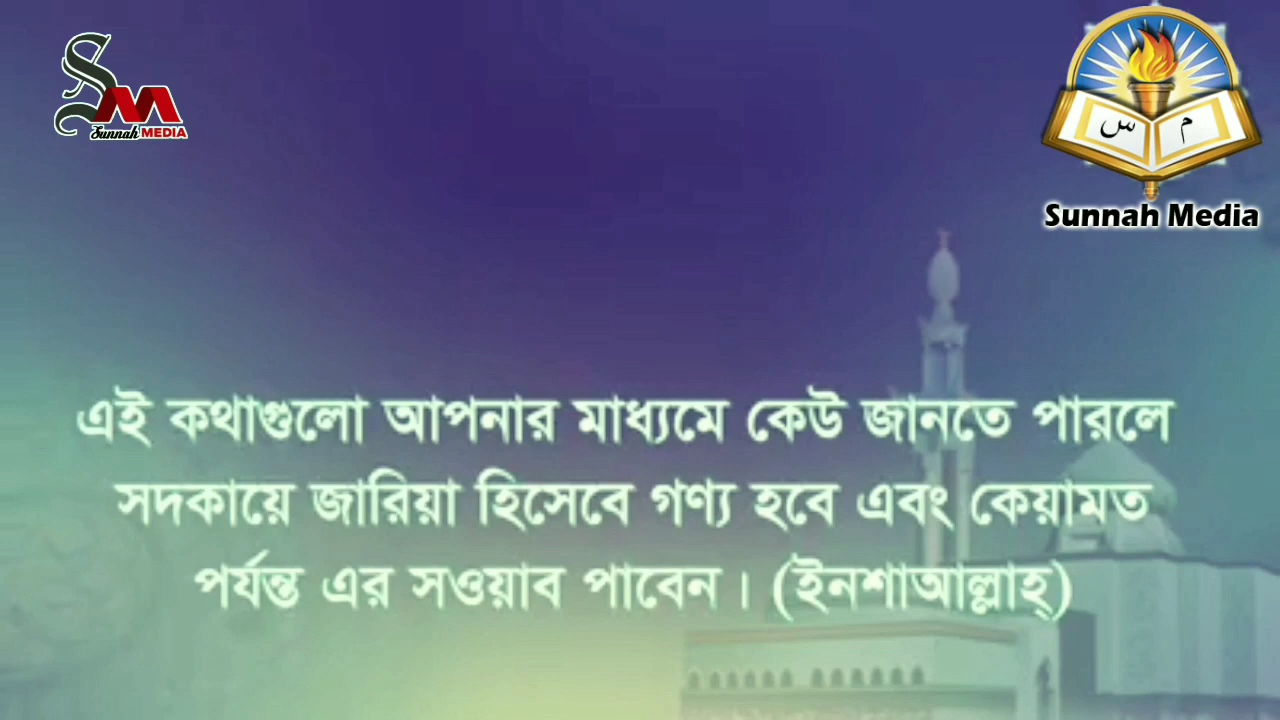 SM
Sunnah MEDIA
س م
Sunnah Media
এই কথাগুলো আপনার মাধ্যমে কেউ জানতে পারলে
সদকায়ে জারিয়া হিসেবে গণ্য হবে এবং কেয়ামত
পর্যন্ত এর সওয়াব পাবেন। (ইনশাআল্লাহ্)